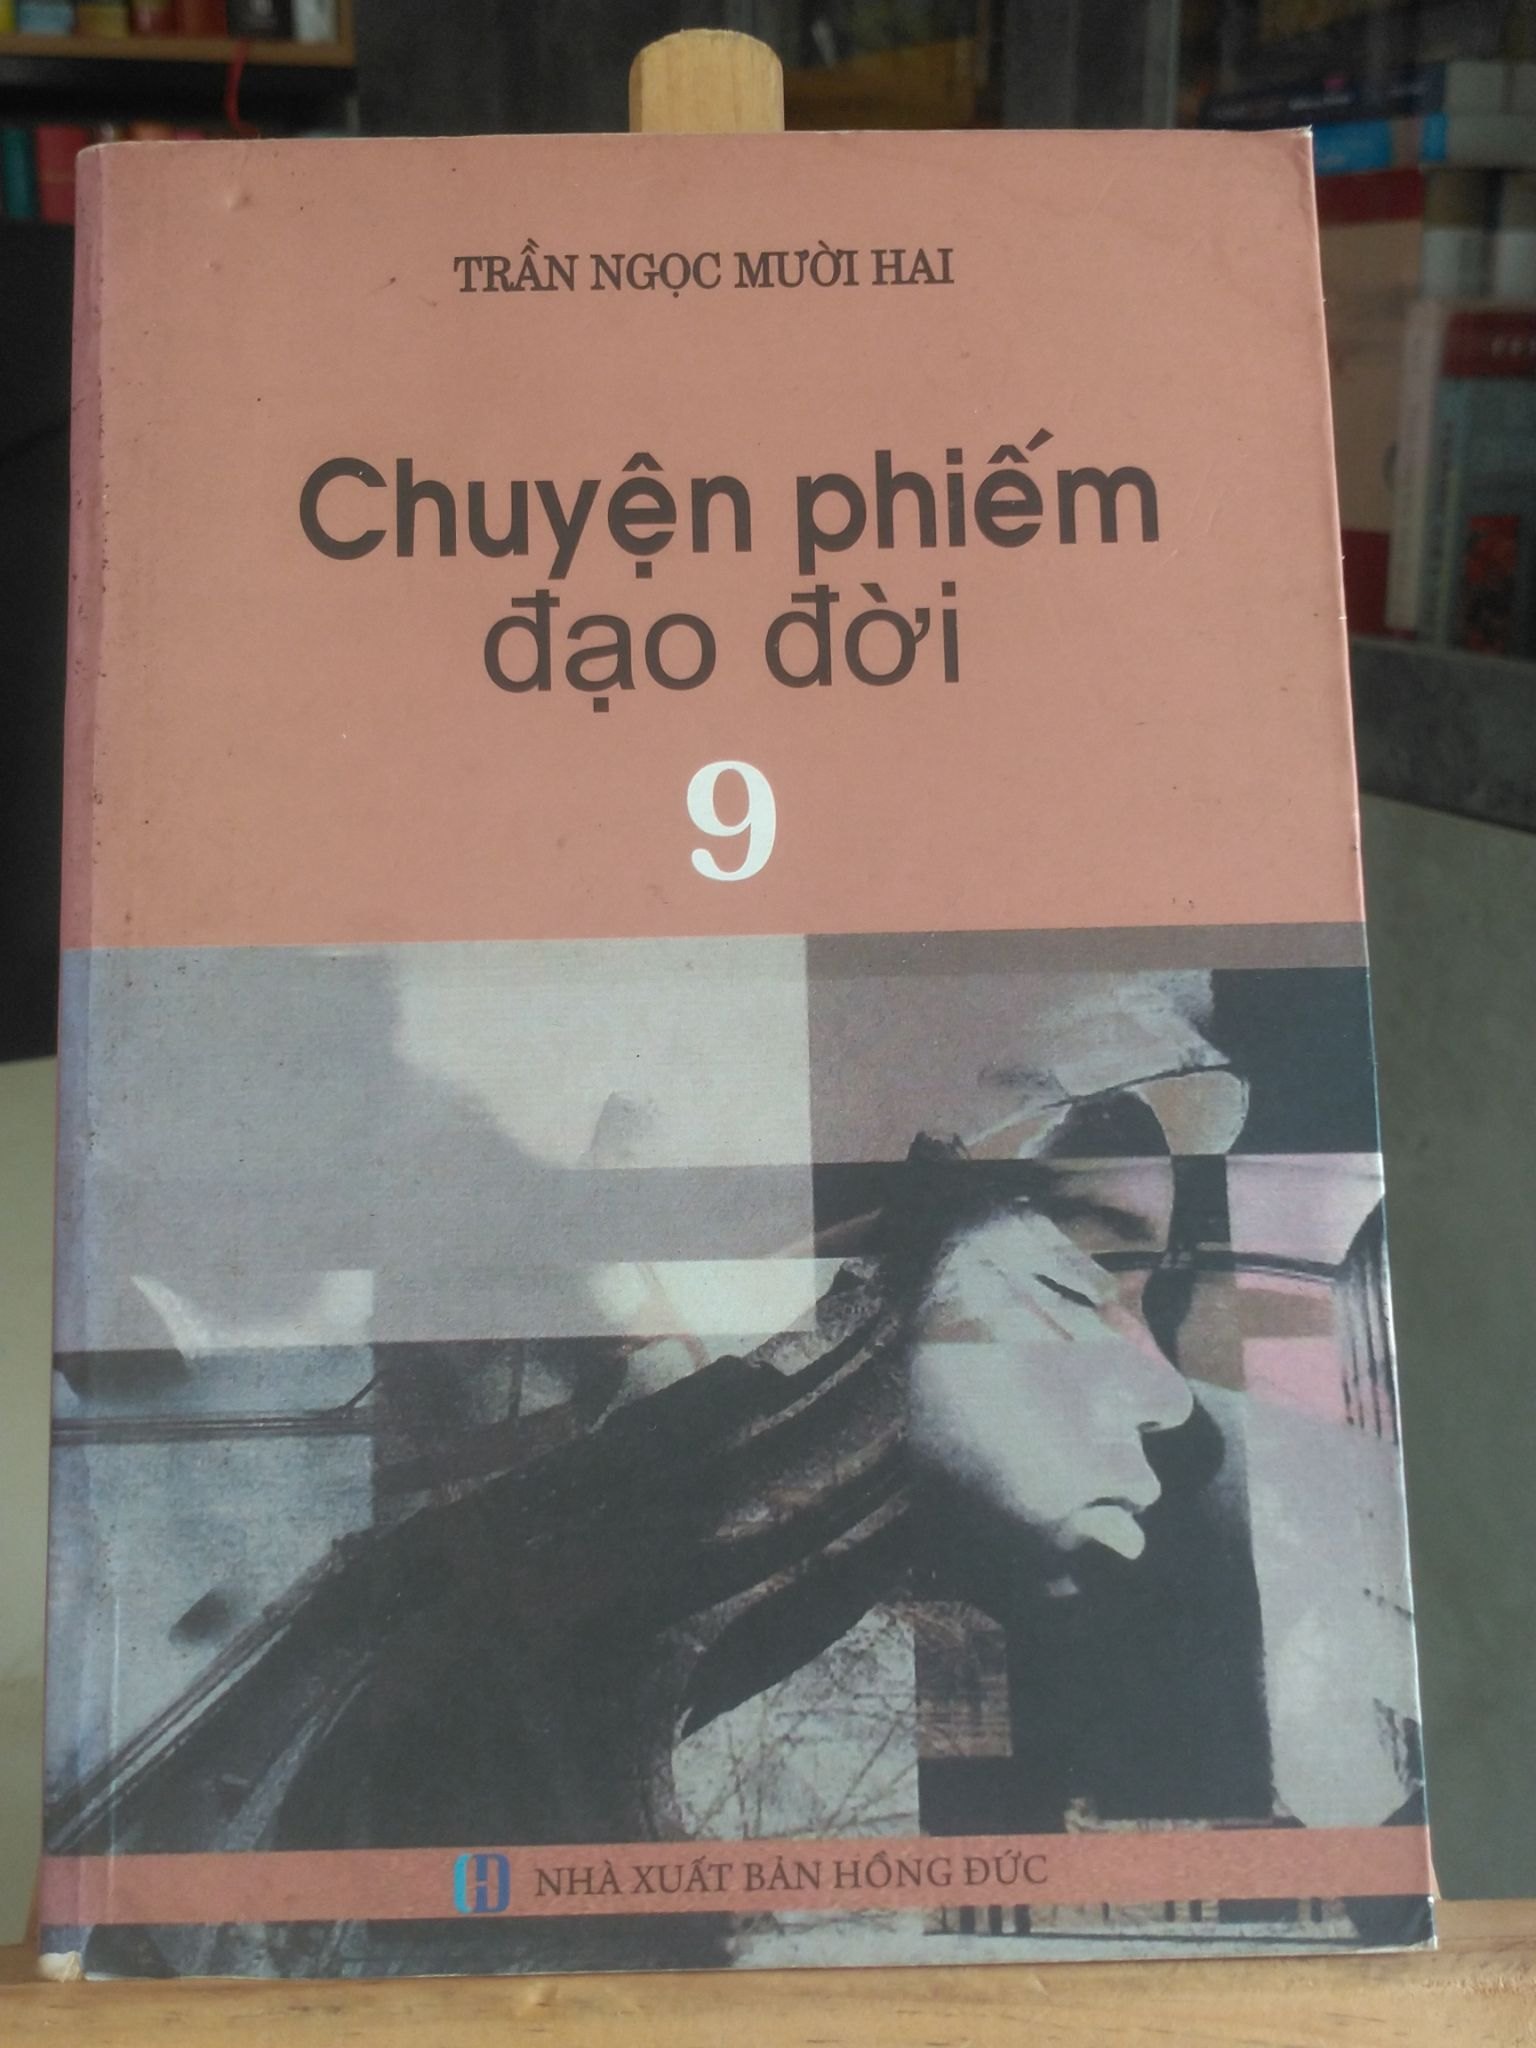 TRẦN NGỌC MƯỜI HAI
Chuyện phiếm
đạo đời
9
NHÀ XUẤT BẢN HỒNG ĐỨC